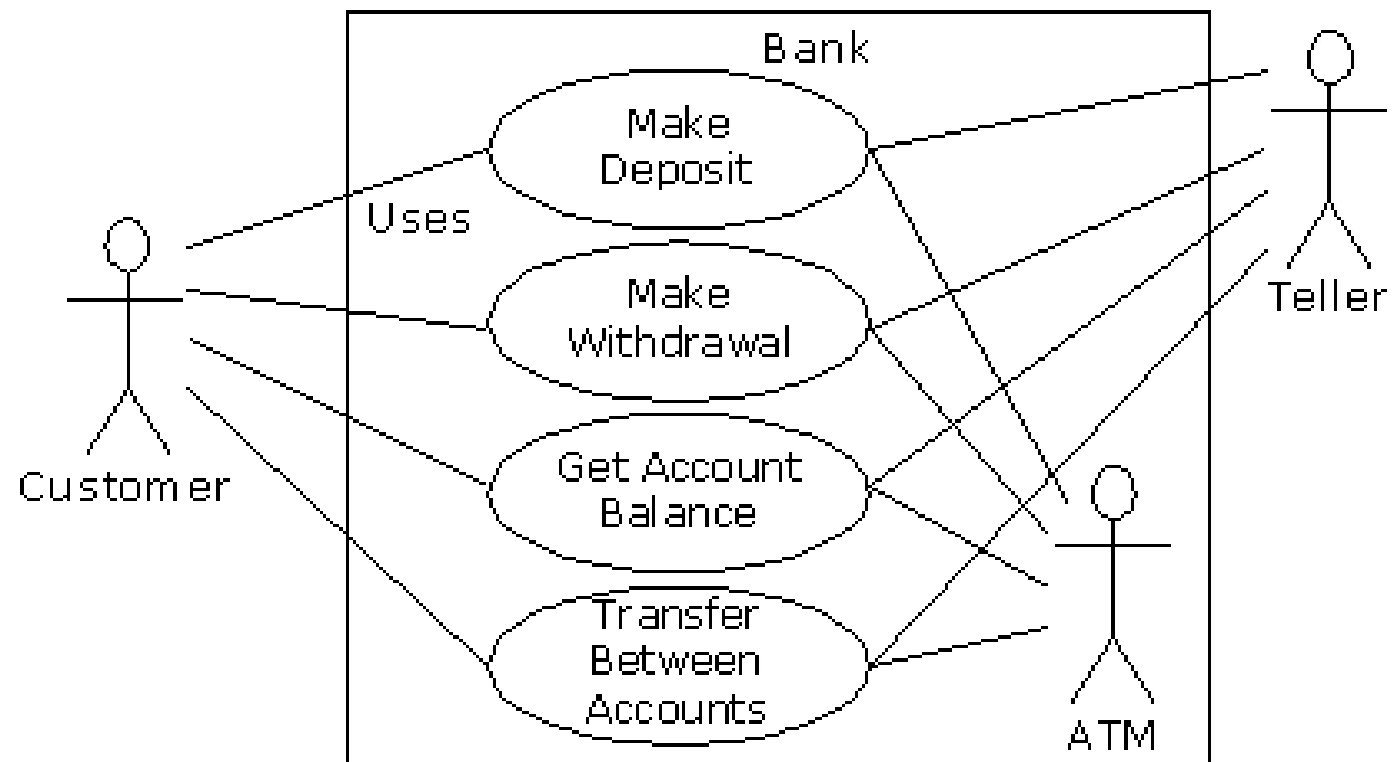 Bank
Make
Deposit
Uses
Make
Withdrawal
Teller
Customer
Get Account
Balance
Transfer
Between
Accounts
ATM